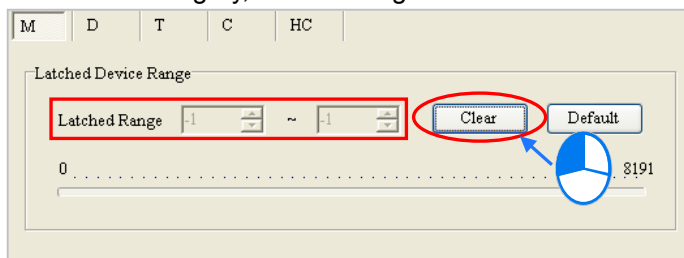 M D T C HC
Latched Device Range
Latched Range -1 ~ -1 Clear Default
0 8191